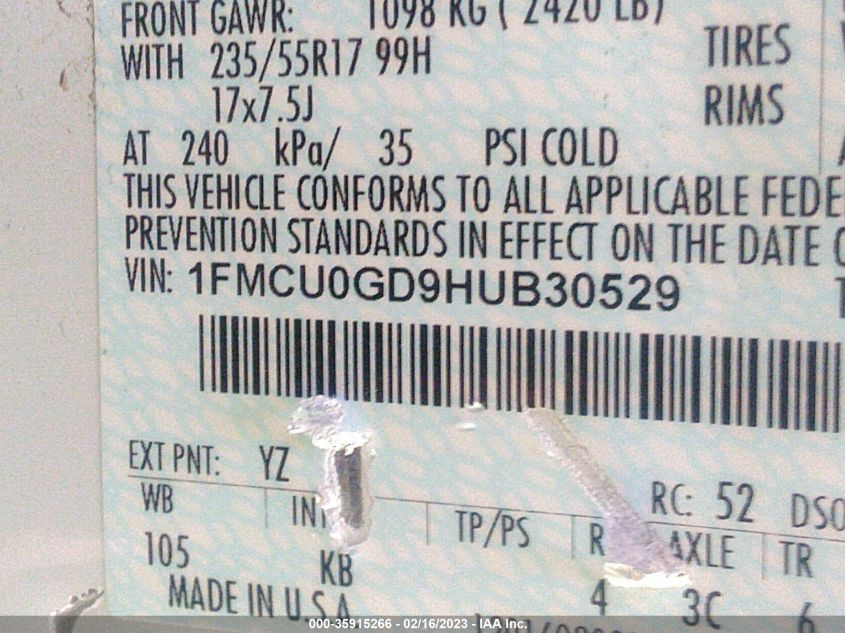 FRONT GAWR: 1098 KG ( 2420 LB)
WITH 235/55R17 99H TIRES
17x7.5J RIMS
AT 240 kPa/ 35 PSI COLD
THIS VEHICLE CONFORMS TO ALL APPLICABLE FEDE
PREVENTION STANDARDS IN EFFECT ON THE DATE
VIN: 1FMCU0GD9HUB30529
EXT PNT: YZ RC: 52 DSO
WB TP/PS R AXLE TR
105 KB 4 3C 6
MADE IN U.S.A.
000-35915266 - 02/16/2023 - IAA Inc.